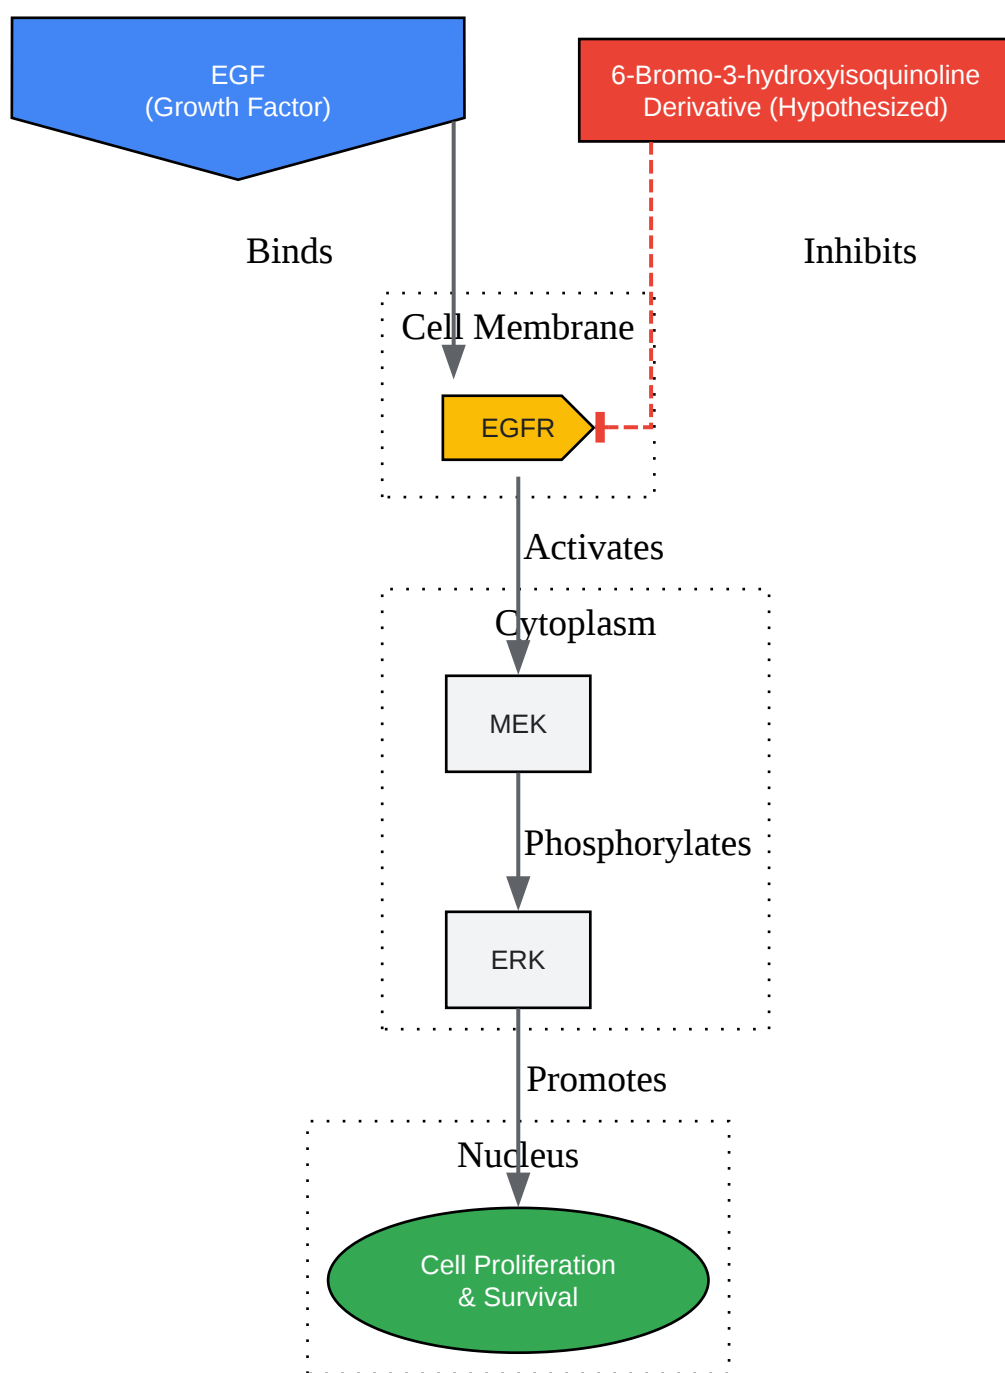 EGF
(Growth Factor)
6-Bromo-3-hydroxyisoquinoline
Derivative (Hypothesized)
Binds
Inhibits
Cell Membrane
EGFR
Activates
Cytoplasm
MEK
Phosphorylates
ERK
Promotes
Nucleus
Cell Proliferation
& Survival